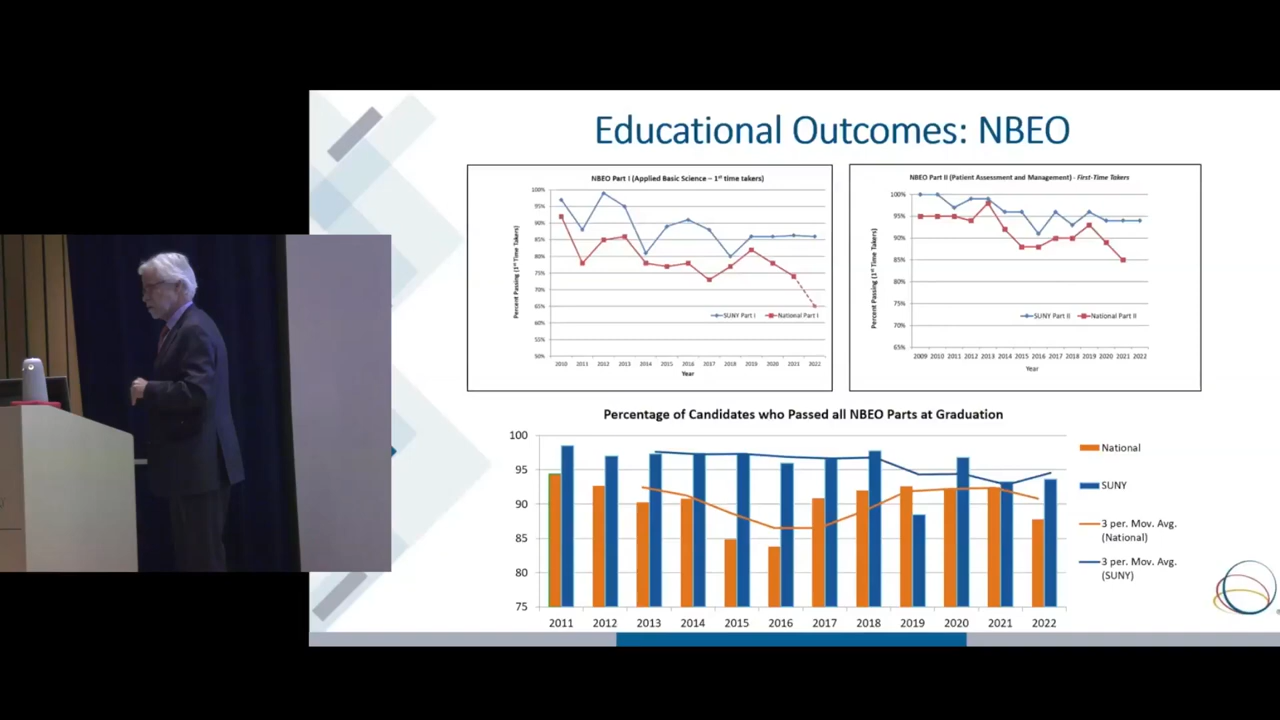 Educational Outcomes: NBEO
NBEO Part I (Applied Basic Science – 1st time takers)
Percent Passing (1st Time Takers)
100%
95%
90%
85%
80%
75%
70%
65%
60%
55%
50%
SUNY Part I
National Part I
2010 2011 2012 2013 2014 2015 2016 2017 2018 2019 2020 2021 2022
Year
NBEO Part II (Patient Assessment and Management) - First-Time Takers
Percent Passing (1st Time Takers)
100%
95%
90%
85%
80%
75%
70%
65%
SUNY Part II
National Part II
2009 2010 2011 2012 2013 2014 2015 2016 2017 2018 2019 2020 2021 2022
Year
Percentage of Candidates who Passed all NBEO Parts at Graduation
100
95
90
85
80
75
2011 2012 2013 2014 2015 2016 2017 2018 2019 2020 2021 2022
National
SUNY
3 per. Mov. Avg.
(National)
3 per. Mov. Avg.
(SUNY)